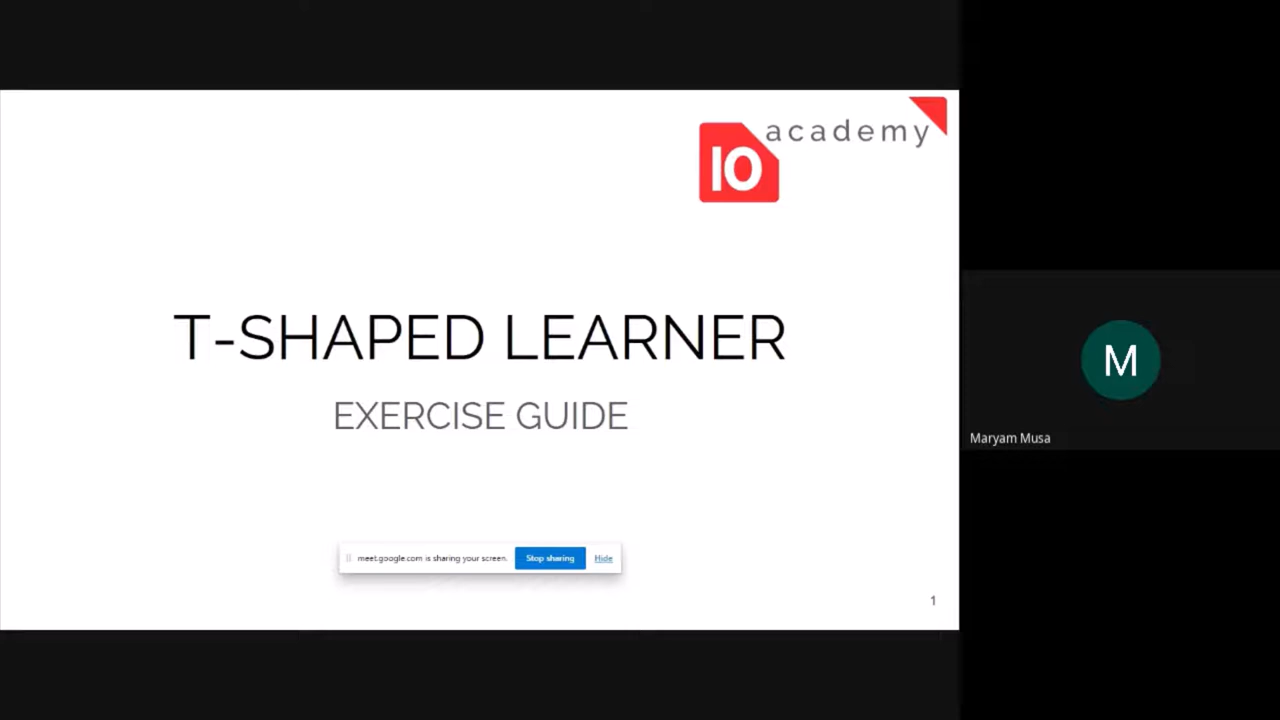 academy
10
T-SHAPED LEARNER
EXERCISE GUIDE
meet.google.com is sharing your screen. Stop sharing Hide
1
M
Maryam Musa